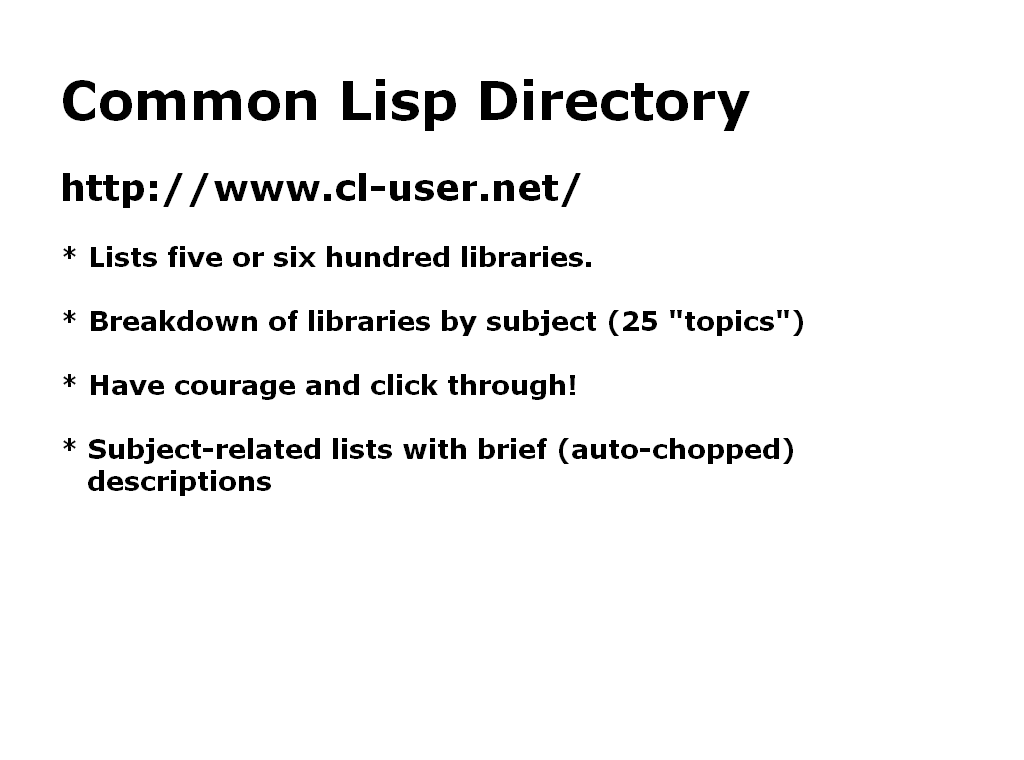 Common Lisp Directory
http://www.cl-user.net/
* Lists five or six hundred libraries.
* Breakdown of libraries by subject (25 "topics")
* Have courage and click through!
* Subject-related lists with brief (auto-chopped)
descriptions